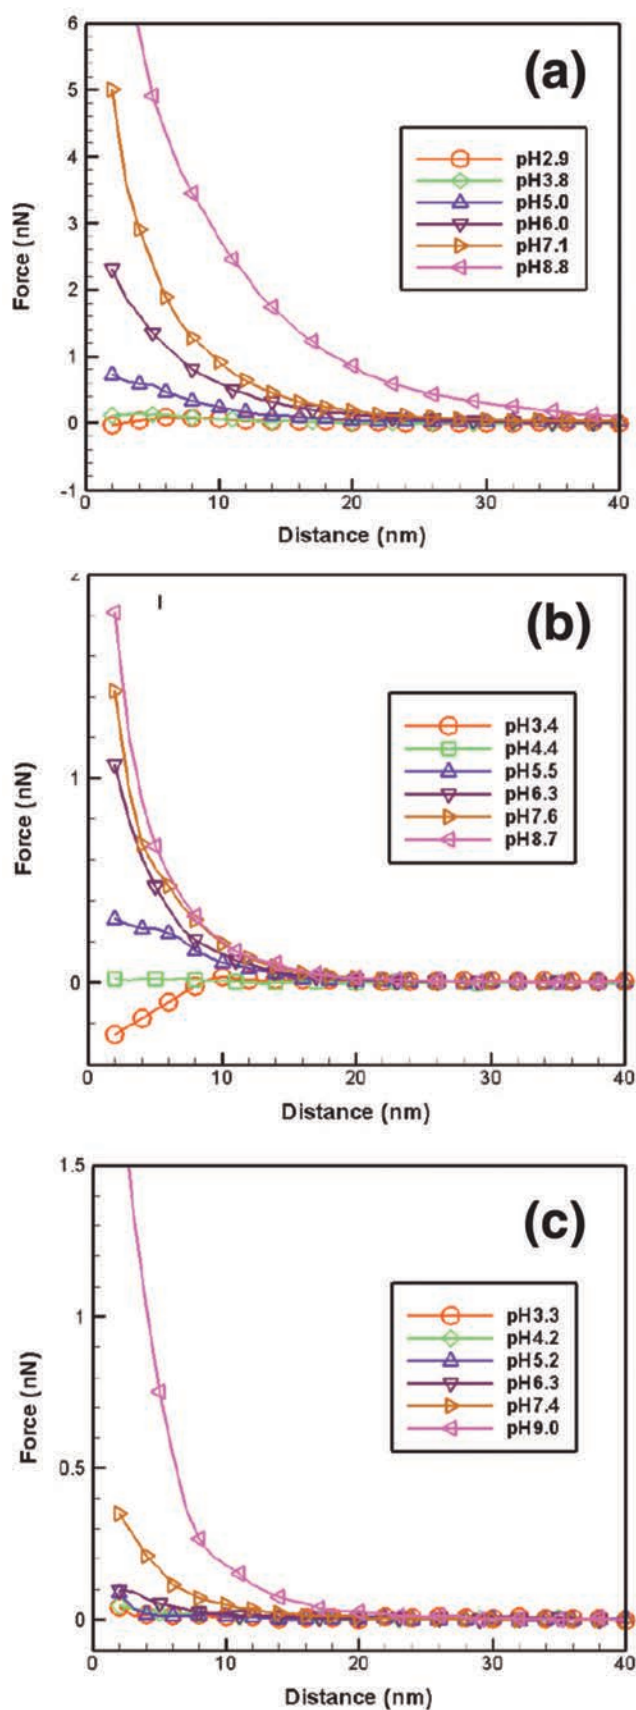 6
5
4
3
2
1
0
-1
0
10
20
30
40
Force (nN)
Distance (nm)
(a)
pH2.9
pH3.8
pH5.0
pH6.0
pH7.1
pH8.8
2
1
0
0
10
20
30
40
Force (nN)
Distance (nm)
(b)
pH3.4
pH4.4
pH5.5
pH6.3
pH7.6
pH8.7
1.5
1
0.5
0
0
10
20
30
40
Force (nN)
Distance (nm)
(c)
pH3.3
pH4.2
pH5.2
pH6.3
pH7.4
pH9.0